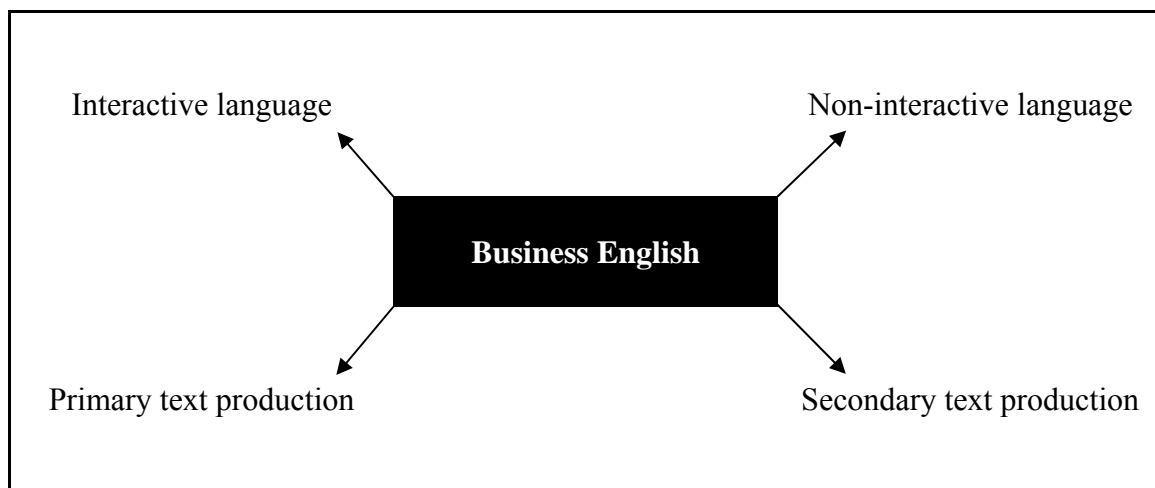 Interactive language
Non-interactive language
Business English
Primary text production
Secondary text production